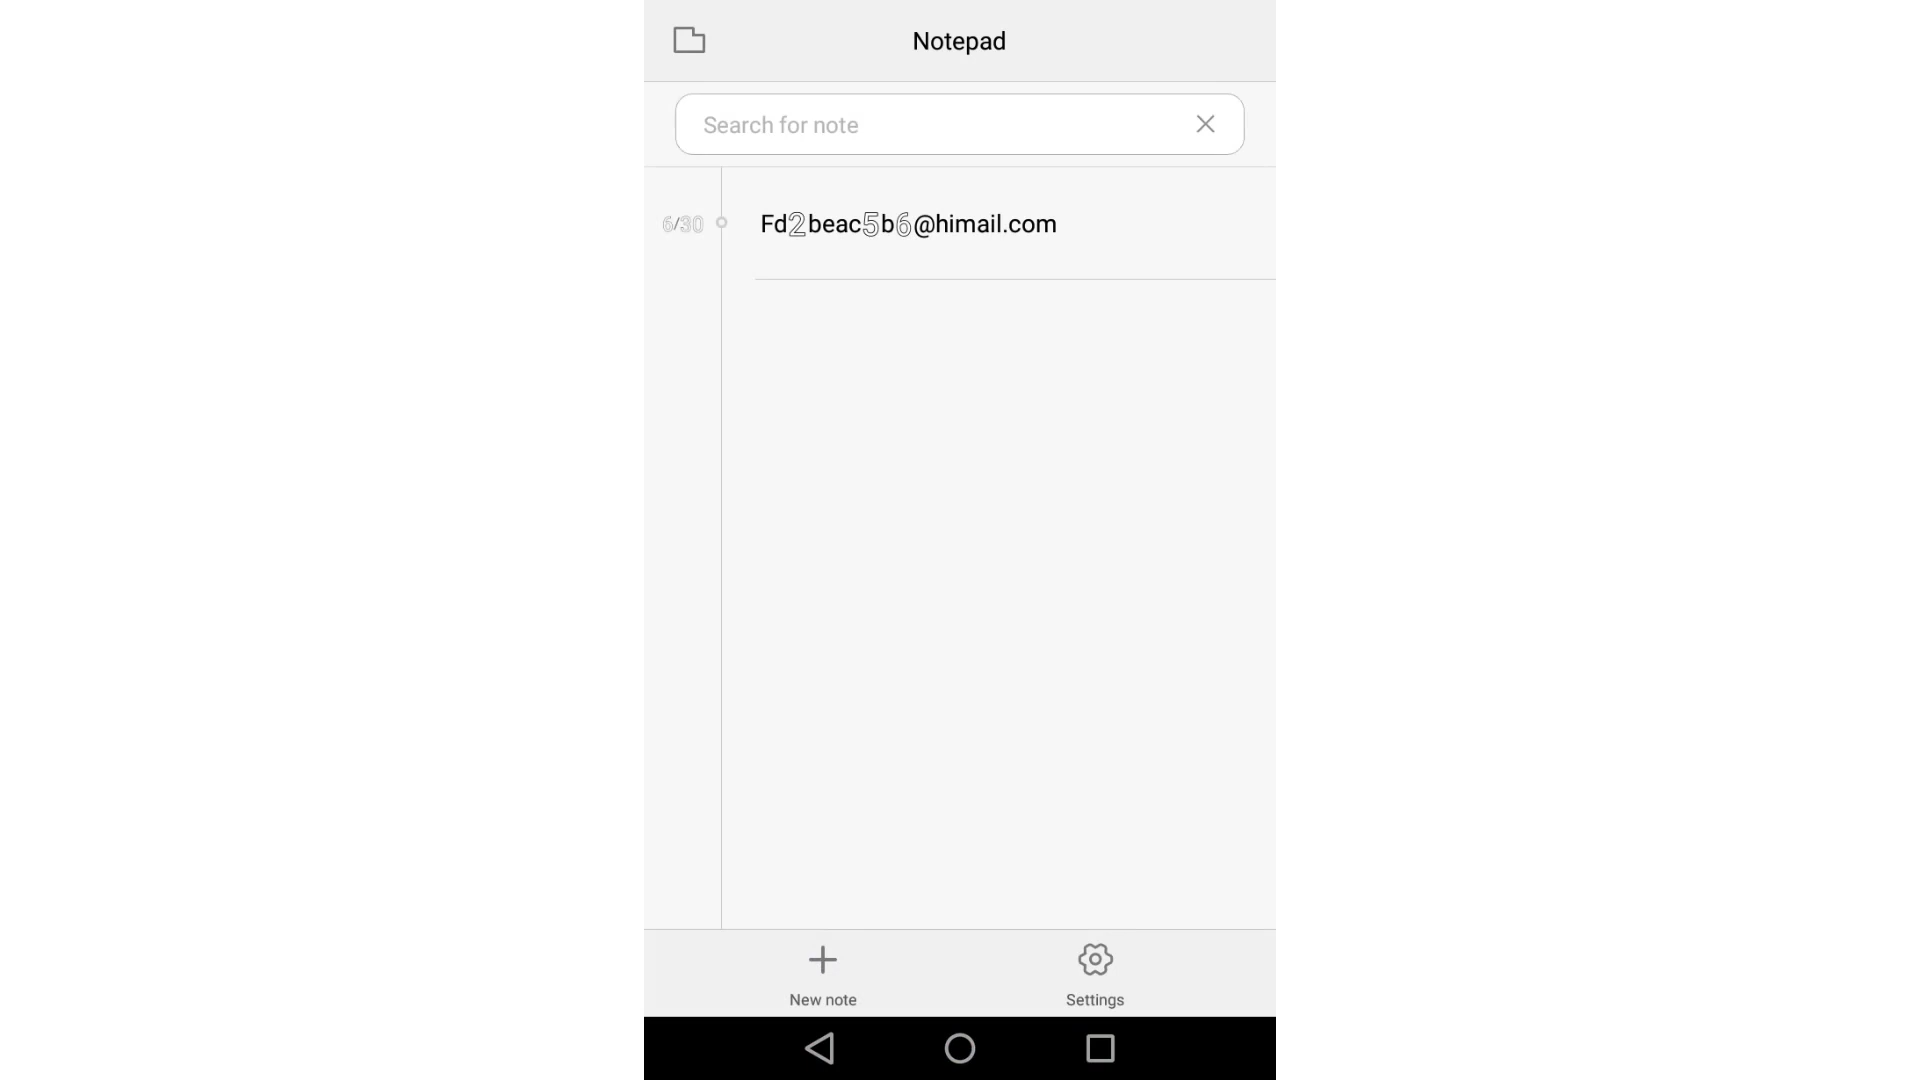 Notepad
Search for note
6/30
Fd2beac5b6@himail.com
New note
Settings